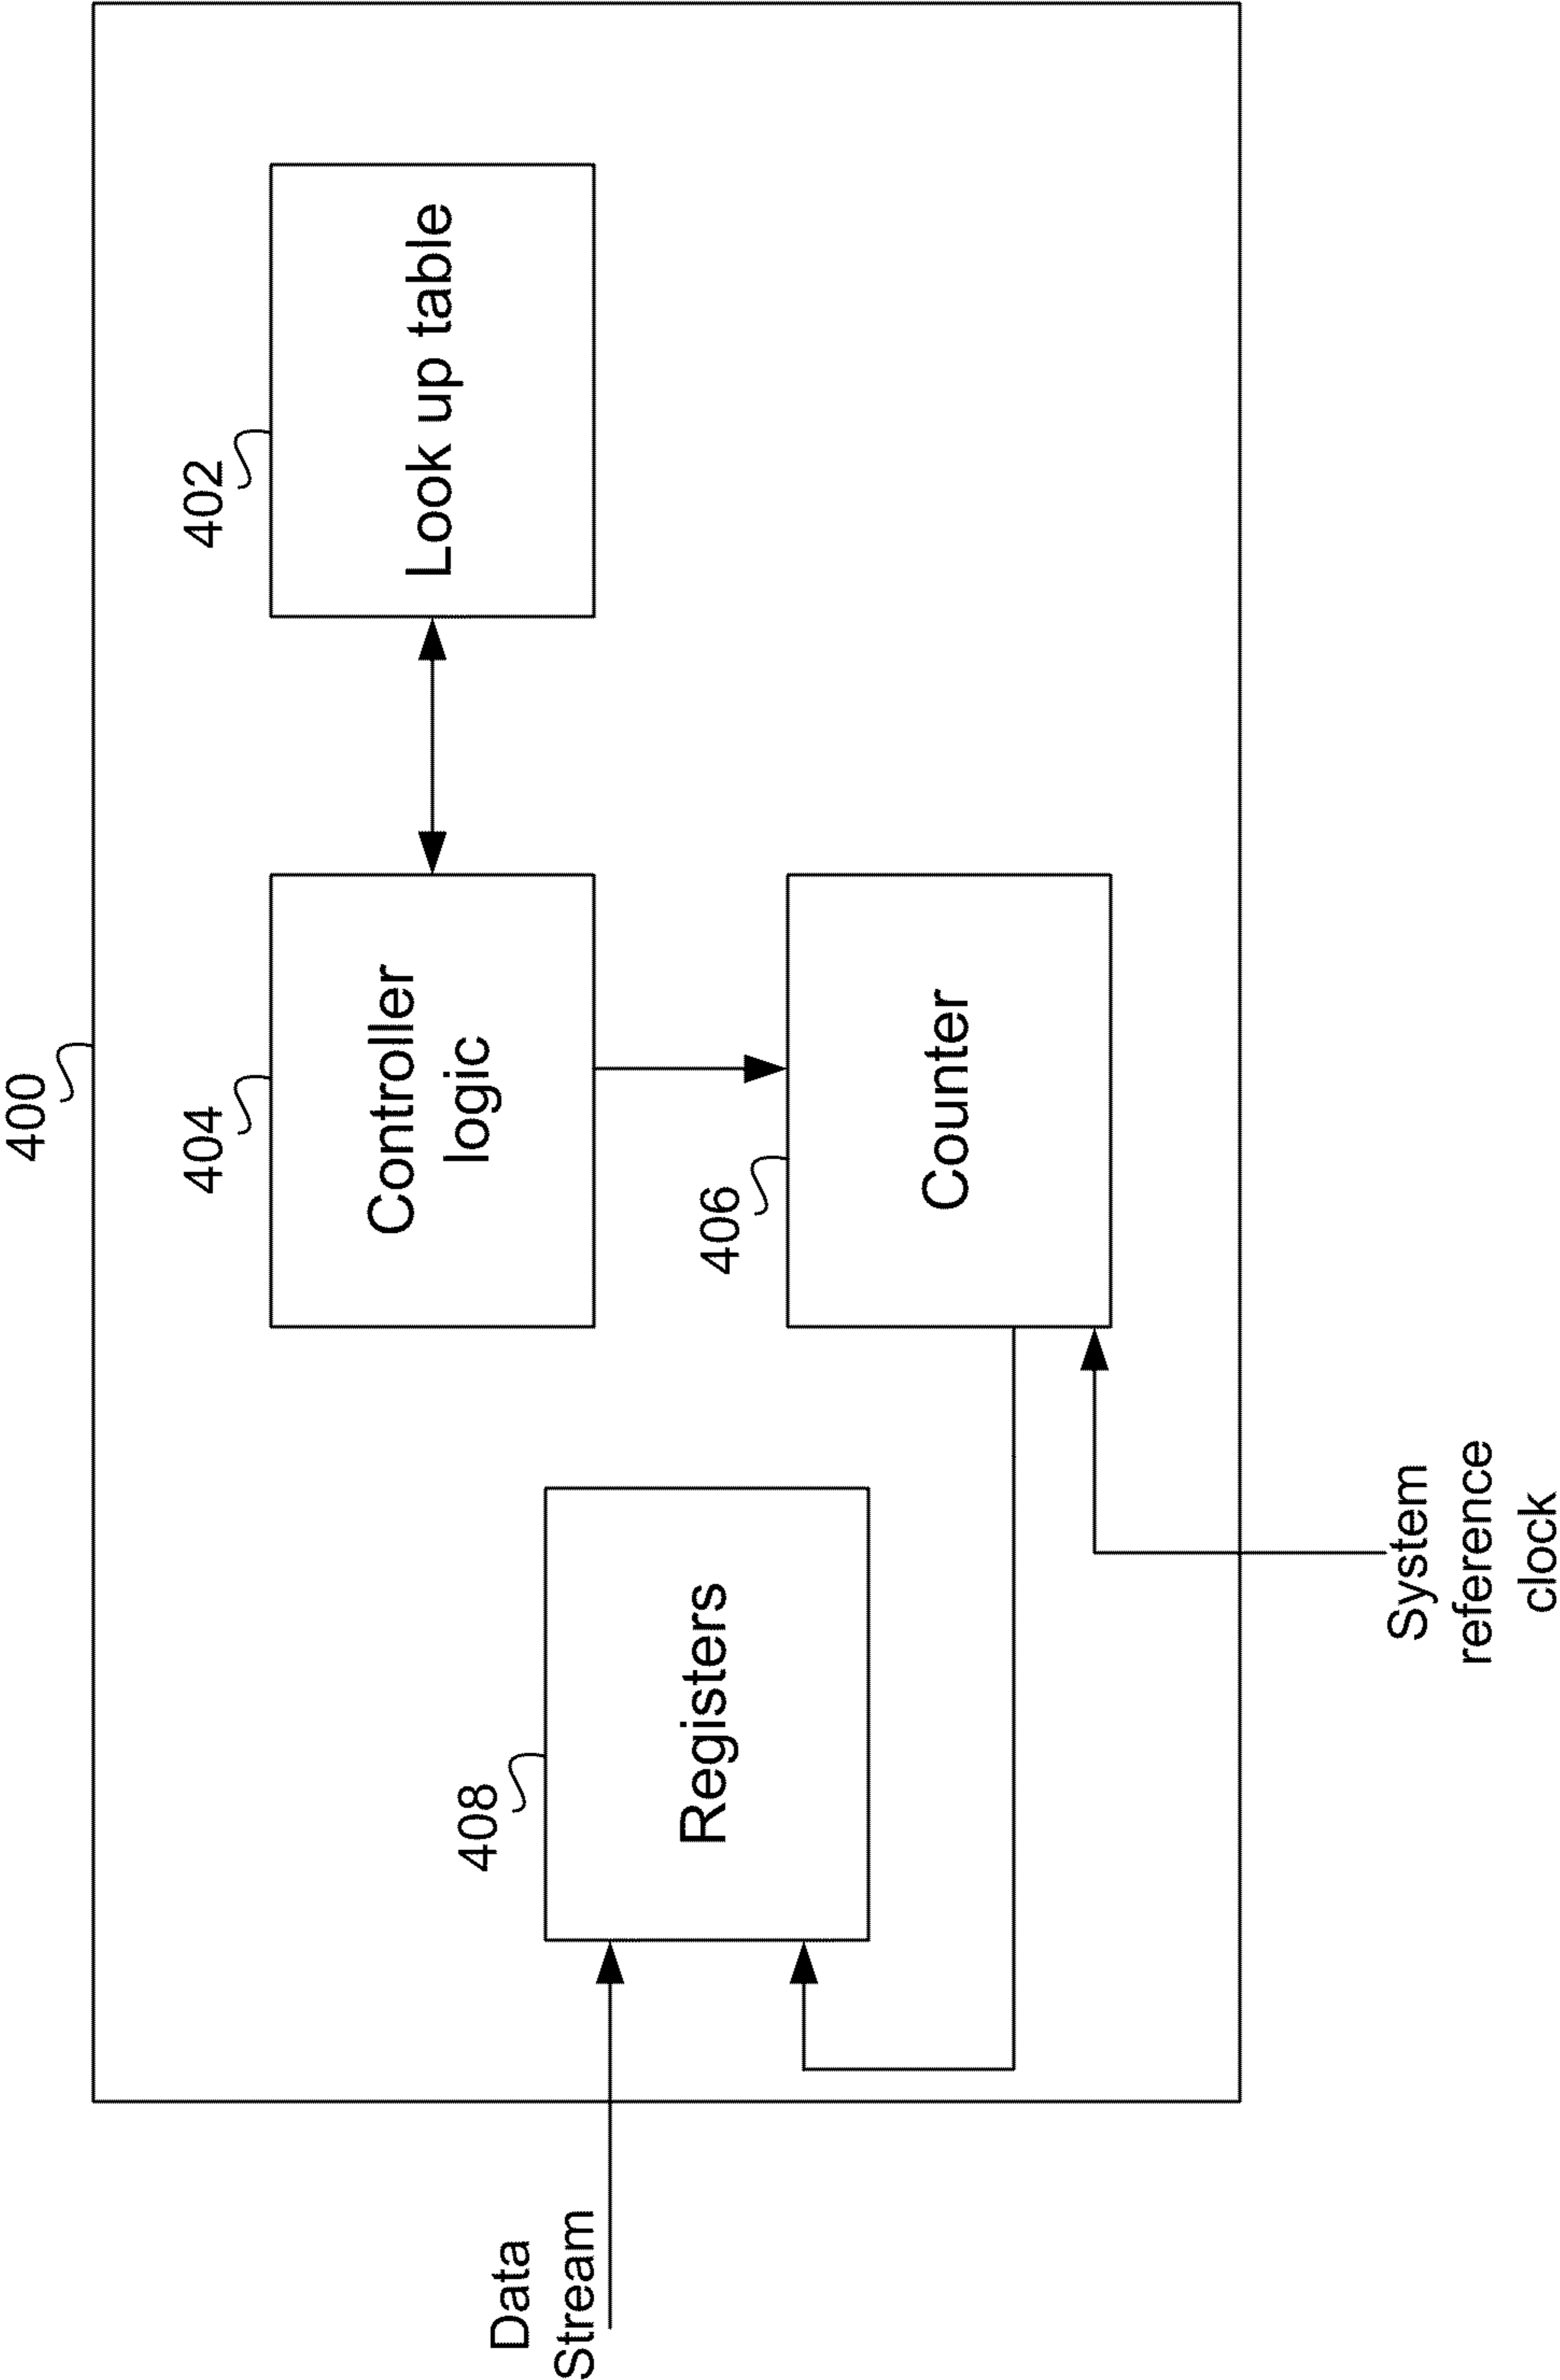 400
404
Controller
logic
402
Look up table
408
Registers
406
Counter
Data
Stream
System
reference
clock